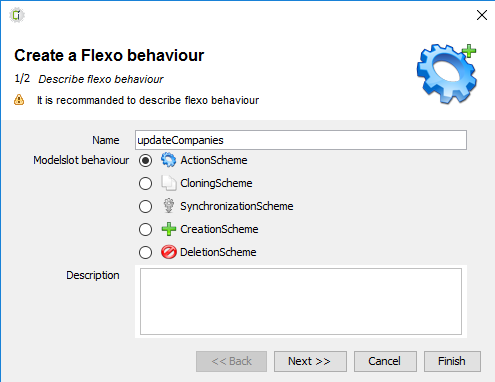 Create a Flexo behaviour
1/2 Describe flexo behaviour
It is recommanded to describe flexo behaviour
Name updateCompanies
Modelslot behaviour ActionScheme
CloningScheme
SynchronizationScheme
CreationScheme
DeletionScheme
Description
<< Back Next >> Cancel Finish